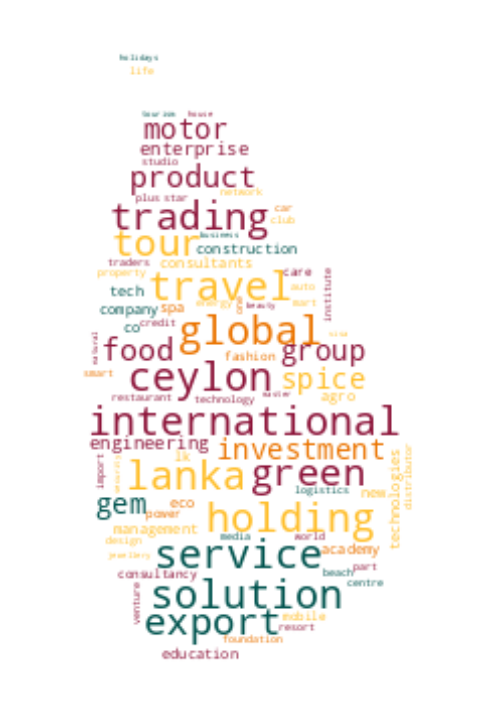 holidays
life
tourism house
motor
enterprise
studio
product
network
plus star
car
trading
club
tour
business
construction
traders
consultants
property
travel
care
institute
tech
auto
energy
one
beauty
mart
company
spa
co
credit
global
visa
natural
food
fashion
group
smart
ceylon
spice
restaurant
technology
master
agro
international
engineering
investment
import
lk
technologies
distributor
lanka
green
logistics
new
gem
eco
power
holding
management
design
media
world
jewellery
service
academy
consultancy
beach
part
centre
venture
solution
export
mobile
resort
foundation
education